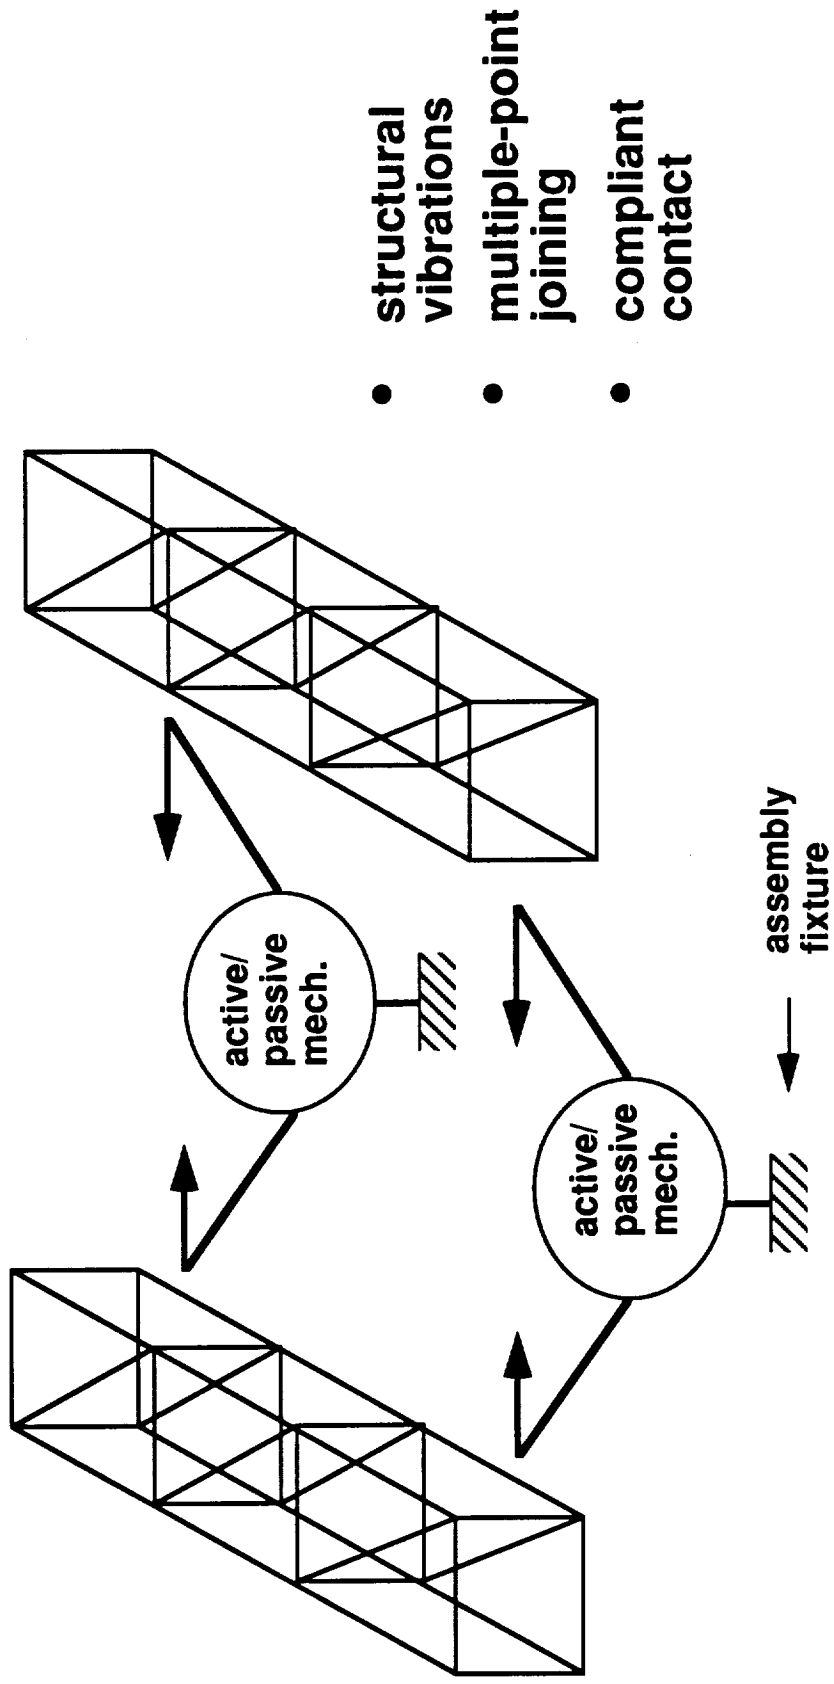 active/
passive
mech.
active/
passive
mech.
assembly
fixture
• structural
vibrations
• multiple-point
joining
• compliant
contact